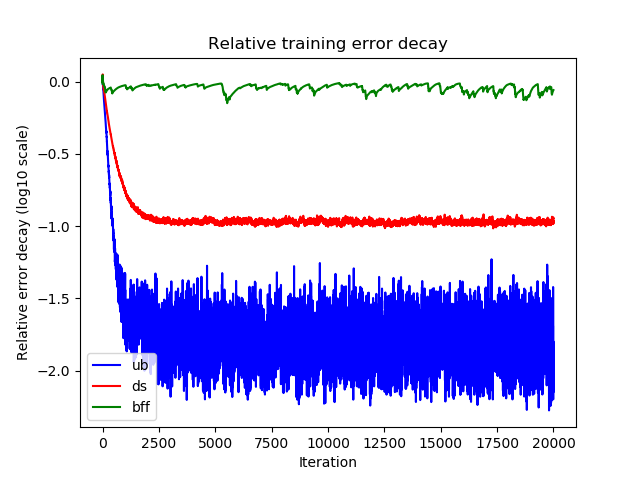 Relative training error decay
Relative error decay (log10 scale)
0.0
−0.5
−1.0
−1.5
−2.0
ub
ds
bff
0 2500 5000 7500 10000 12500 15000 17500 20000
Iteration